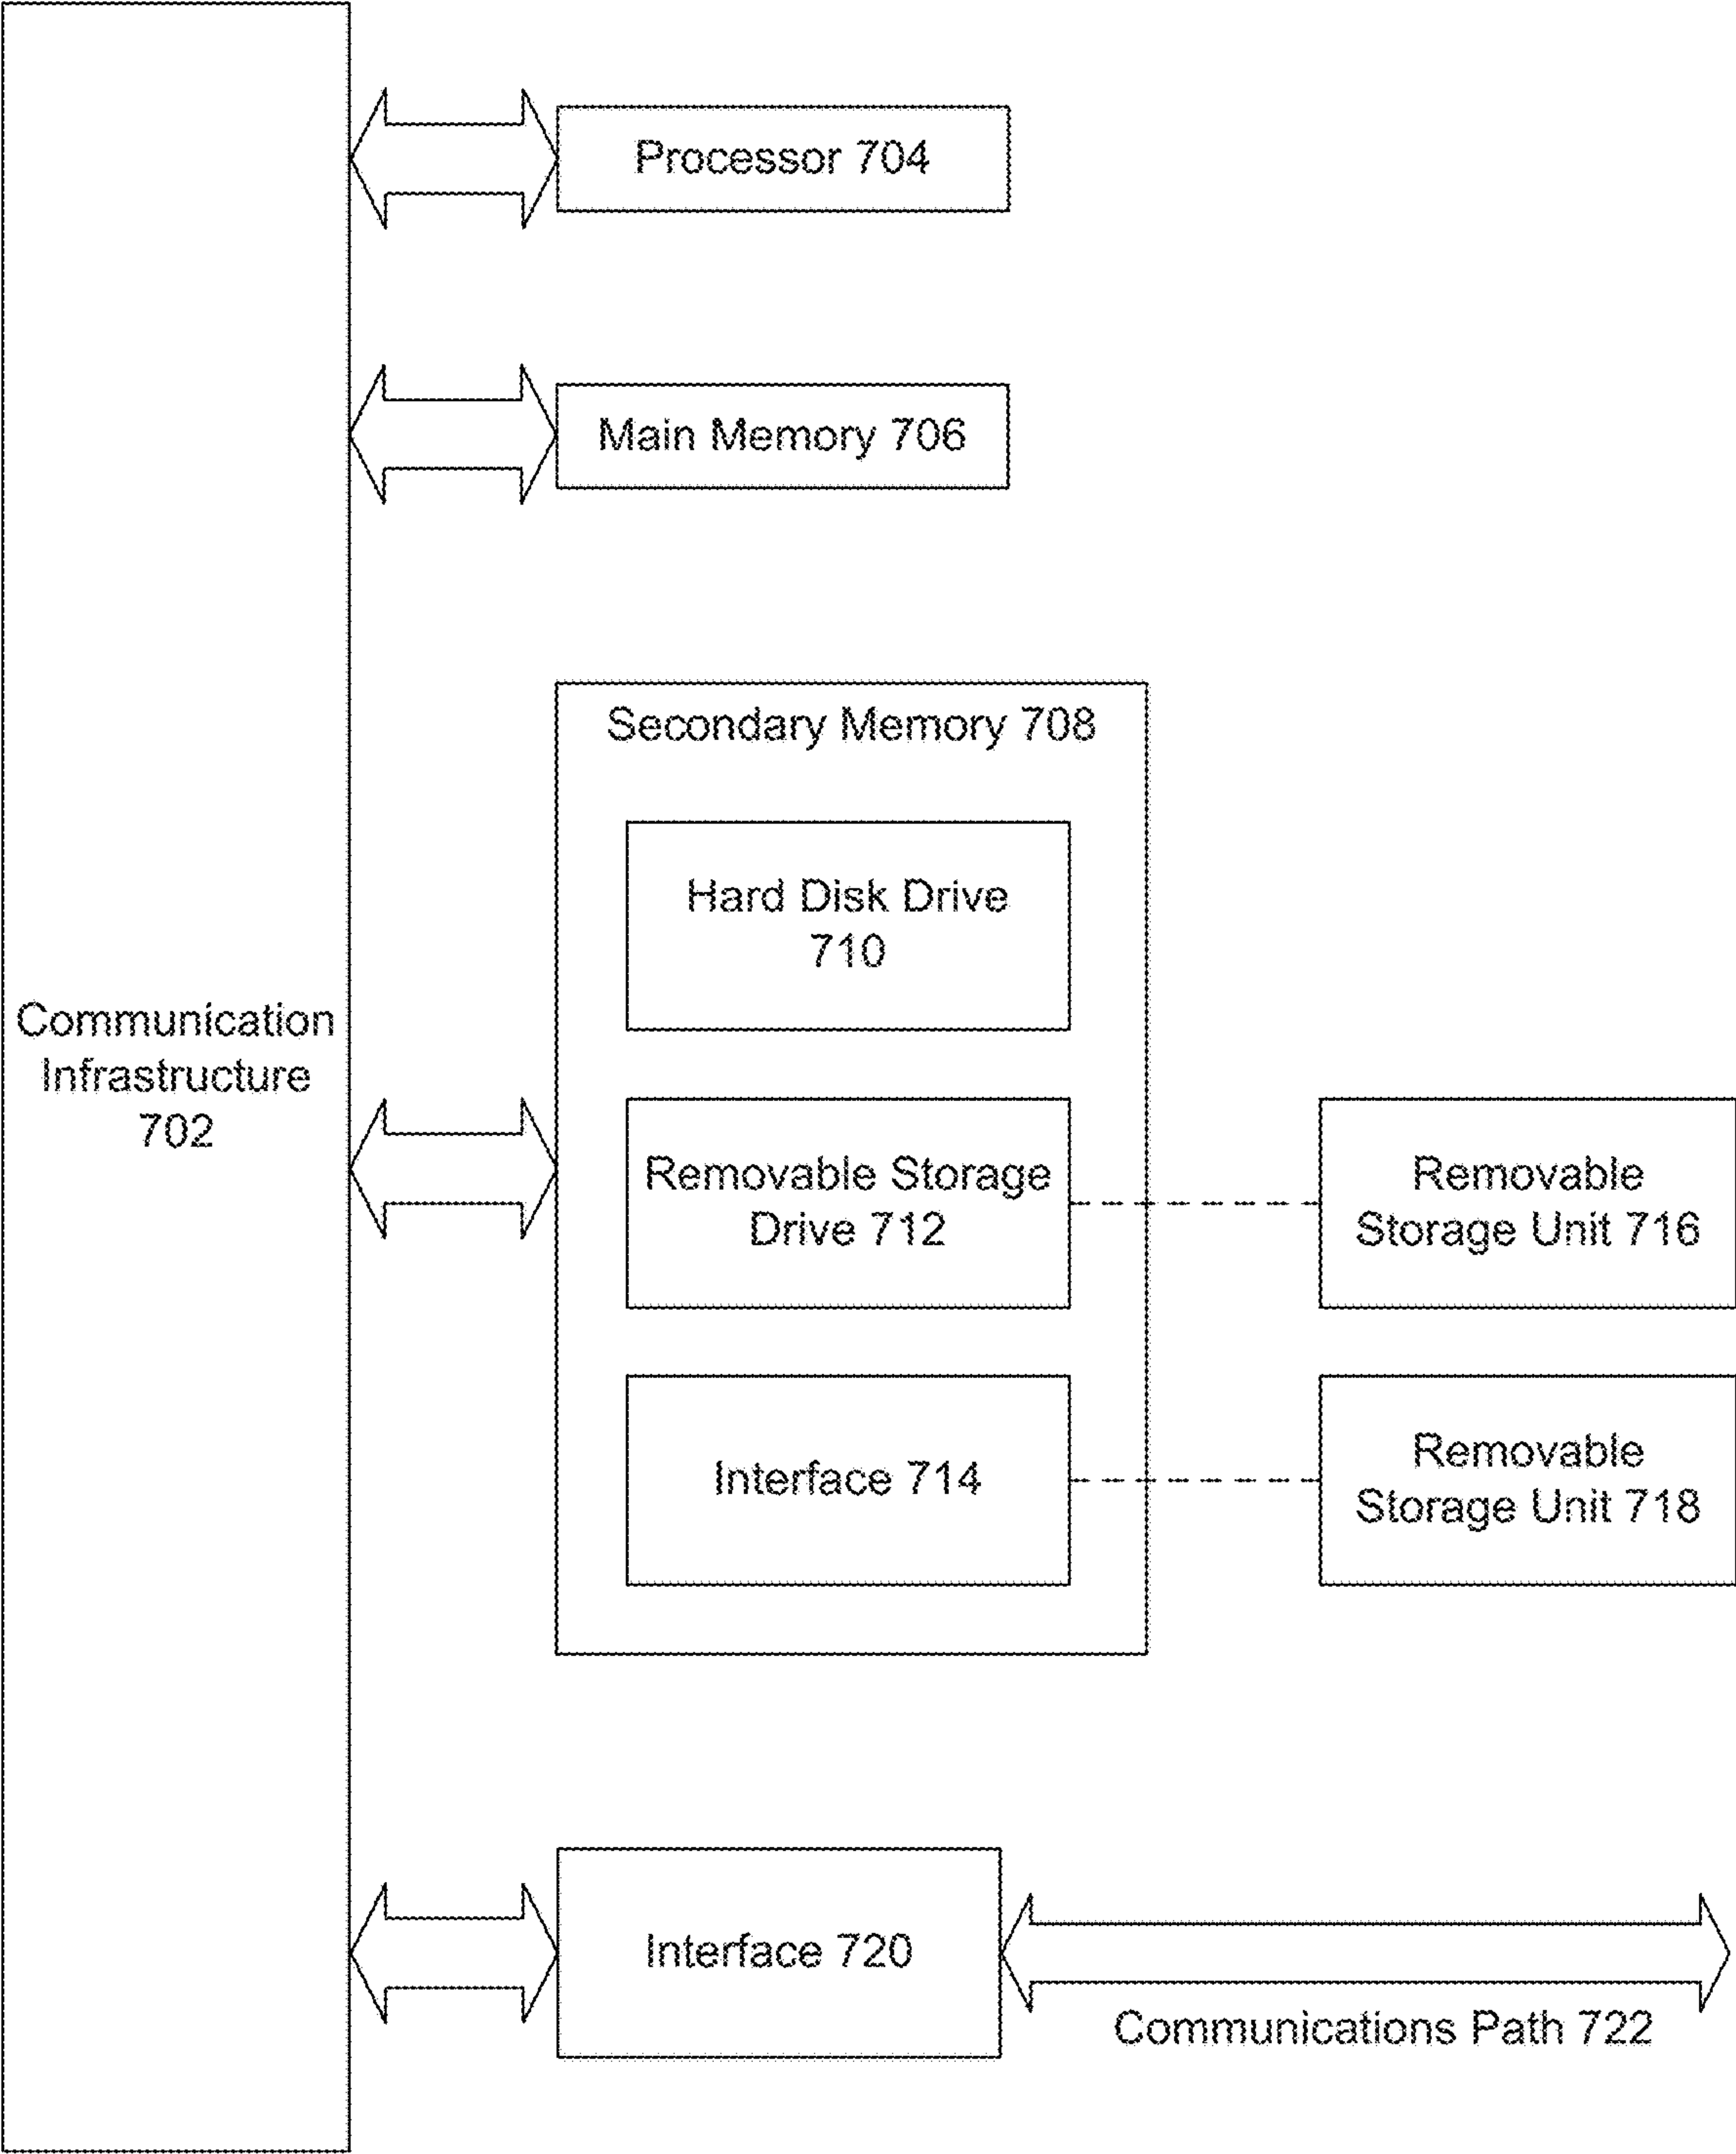 Processor 704
Main Memory 706
Secondary Memory 708
Hard Disk Drive
710
Communication
Infrastructure
702
Removable Storage
Drive 712
Removable
Storage Unit 716
Interface 714
Removable
Storage Unit 718
Interface 720
Communications Path 722